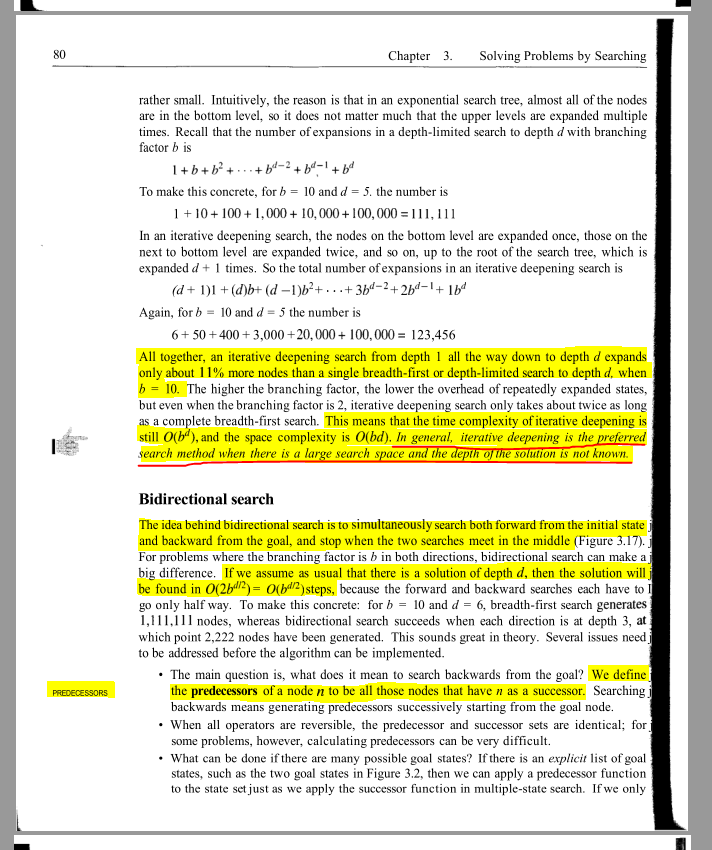 80
Chapter 3. Solving Problems by Searching
rather small. Intuitively, the reason is that in an exponential search tree, almost all of the nodes
are in the bottom level, so it does not matter much that the upper levels are expanded multiple
times. Recall that the number of expansions in a depth-limited search to depth d with branching
factor b is
1 + b + b² + ··· + b^{d-2} + b^{d-1} + b^d
To make this concrete, for b = 10 and d = 5. the number is
1 + 10 + 100 + 1,000 + 10,000 + 100,000 = 111,111
In an iterative deepening search, the nodes on the bottom level are expanded once, those on the
next to bottom level are expanded twice, and so on, up to the root of the search tree, which is
expanded d + 1 times. So the total number of expansions in an iterative deepening search is
(d + 1)1 + (d)b + (d − 1)b² + ··· + 3b^{d-2} + 2b^{d-1} + 1b^d
Again, for b = 10 and d = 5 the number is
6 + 50 + 400 + 3,000 + 20,000 + 100,000 = 123,456
All together, an iterative deepening search from depth 1 all the way down to depth d expands
only about 11% more nodes than a single breadth-first or depth-limited search to depth d, when
b = 10. The higher the branching factor, the lower the overhead of repeatedly expanded states,
but even when the branching factor is 2, iterative deepening search only takes about twice as long
as a complete breadth-first search. This means that the time complexity of iterative deepening is
still O(b^d), and the space complexity is O(bd). In general, iterative deepening is the preferred
search method when there is a large search space and the depth of the solution is not known.
Bidirectional search
The idea behind bidirectional search is to simultaneously search both forward from the initial state
and backward from the goal, and stop when the two searches meet in the middle (Figure 3.17).
For problems where the branching factor is b in both directions, bidirectional search can make a
big difference. If we assume as usual that there is a solution of depth d, then the solution will
be found in O(2b^{d/2}) = O(b^{d/2}) steps, because the forward and backward searches each have to
go only half way. To make this concrete: for b = 10 and d = 6, breadth-first search generates
1,111,111 nodes, whereas bidirectional search succeeds when each direction is at depth 3, at
which point 2,222 nodes have been generated. This sounds great in theory. Several issues need
to be addressed before the algorithm can be implemented.
• The main question is, what does it mean to search backwards from the goal? We define
PREDECESSORS
the predecessors of a node n to be all those nodes that have n as a successor. Searching
backwards means generating predecessors successively starting from the goal node.
• When all operators are reversible, the predecessor and successor sets are identical; for
some problems, however, calculating predecessors can be very difficult.
• What can be done if there are many possible goal states? If there is an explicit list of goal
states, such as the two goal states in Figure 3.2, then we can apply a predecessor function
to the state set just as we apply the successor function in multiple-state search. If we only